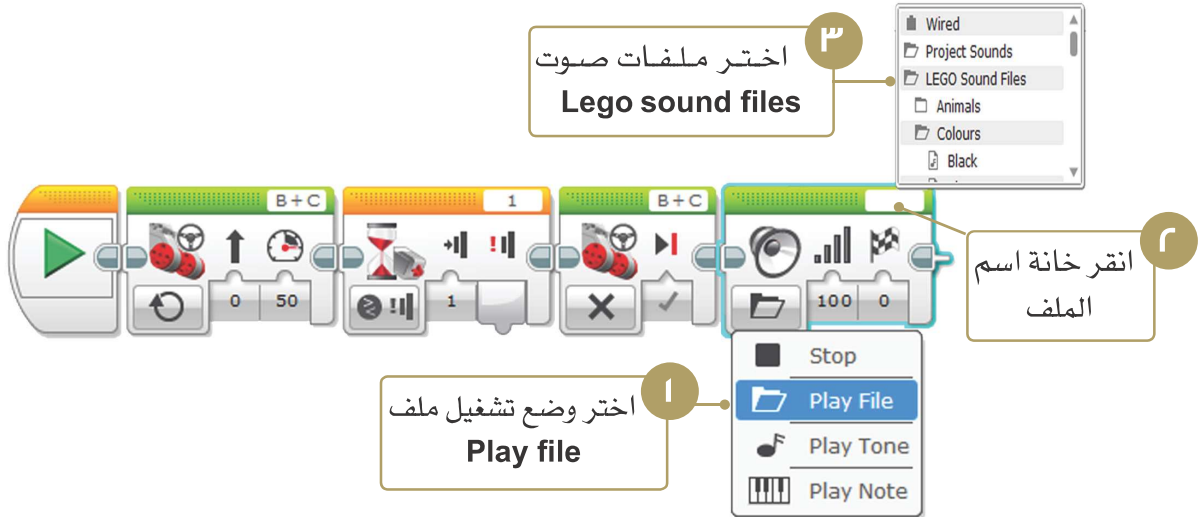 ٣
اختر ملفات صوت
Lego sound files
Wired
Project Sounds
LEGO Sound Files
Animals
Colours
Black
B+C
1
B+C
0 50
1
100 0
٢
انقر خانة اسم
الملف
١
اختر وضع تشغيل ملف
Play file
Stop
Play File
Play Tone
Play Note